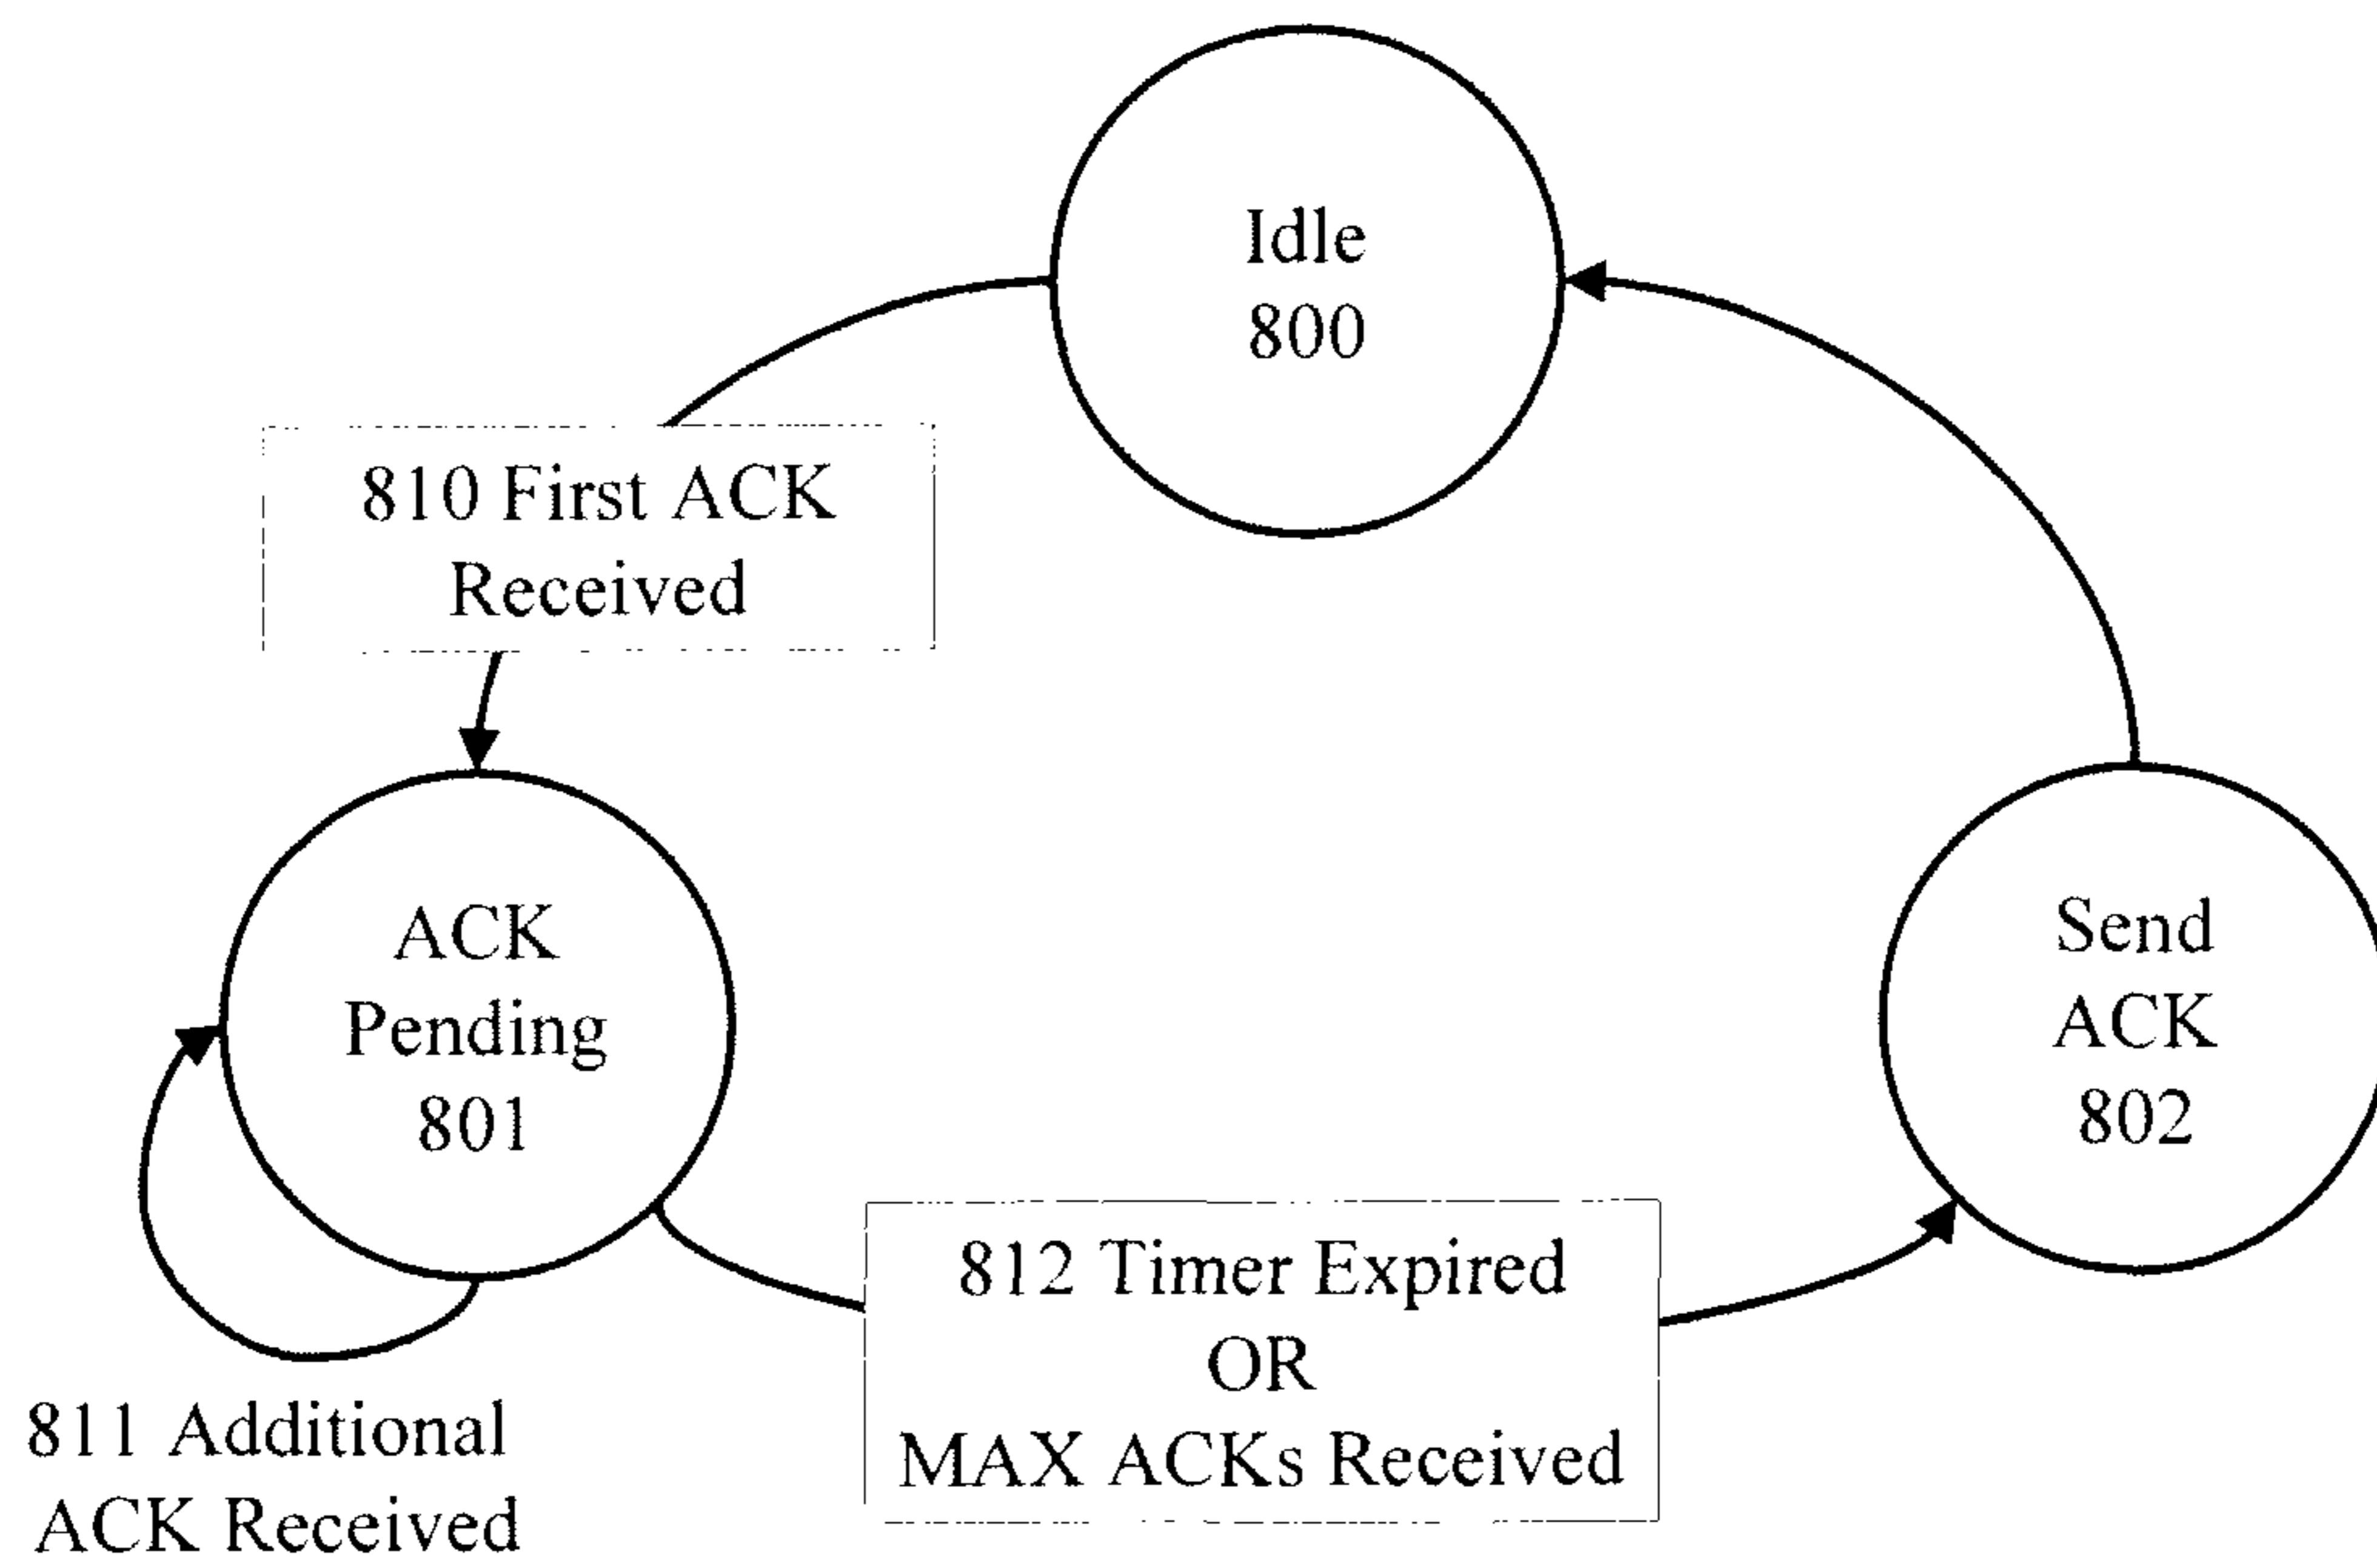 Idle
800
810 First ACK
Received
ACK
Pending
801
Send
ACK
802
812 Timer Expired
OR
MAX ACKs Received
811 Additional
ACK Received